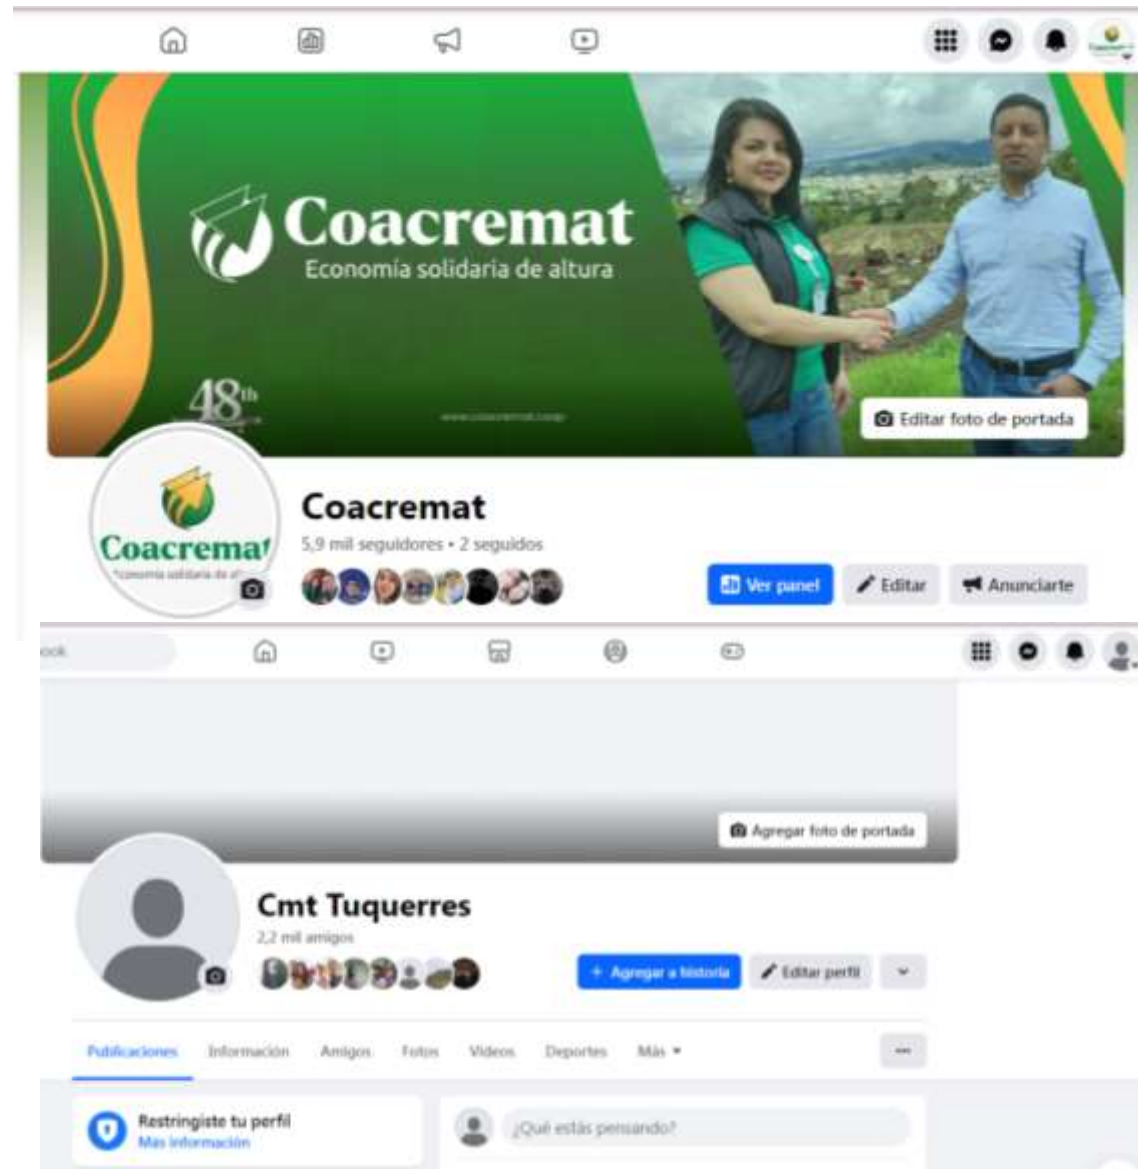 Coacremat
Economía solidaria de altura
48th
Editar foto de portada
Coacremat
Coacremat
5,9 mil seguidores • 2 seguidos
Ver panel
Editar
Anunciarte
ook
Agregar foto de portada
Cmt Tuquerres
2,2 mil amigos
+ Agregar a historia
Editar perfil
Publicaciones Información Amigos Fotos Videos Deportes Más
Restringiste tu perfil
Más información
¿Qué estás pensando?